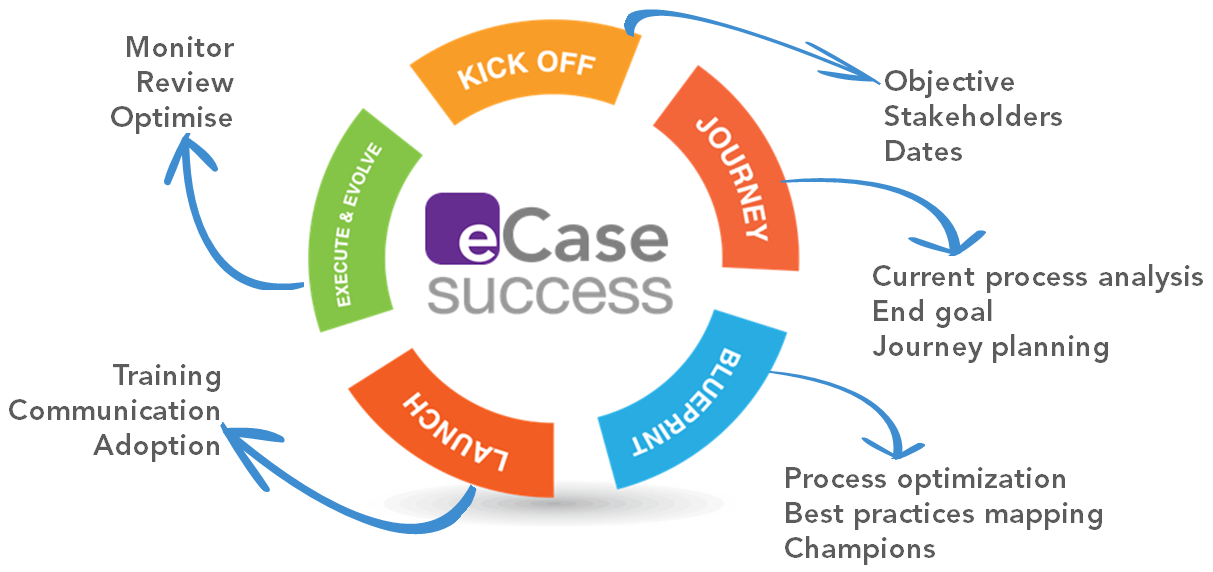 KICK OFF
Objective
Stakeholders
Dates
JOURNEY
Current process analysis
End goal
Journey planning
BLUEPRINT
Process optimization
Best practices mapping
Champions
LAUNCH
Training
Communication
Adoption
EXECUTE & EVOLVE
Monitor
Review
Optimise
eCase
success